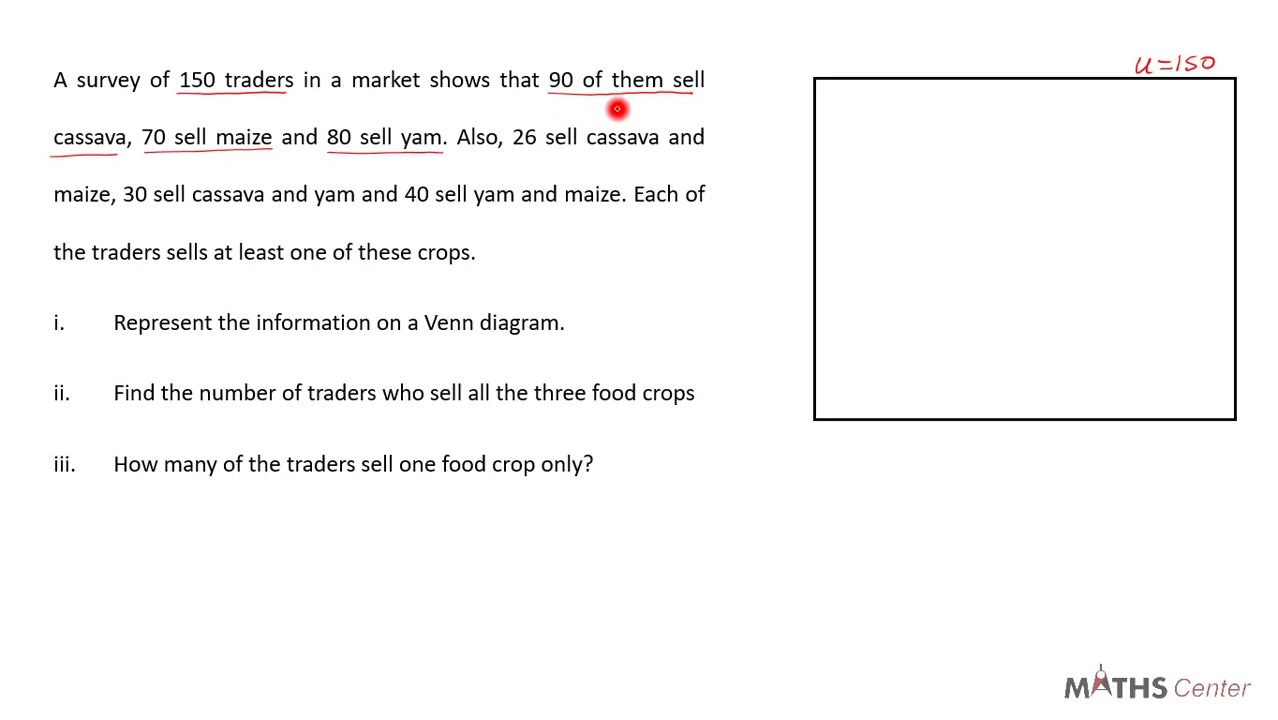 u=150
A survey of 150 traders in a market shows that 90 of them sell
cassava, 70 sell maize and 80 sell yam. Also, 26 sell cassava and
maize, 30 sell cassava and yam and 40 sell yam and maize. Each of
the traders sells at least one of these crops.
i. Represent the information on a Venn diagram.
ii. Find the number of traders who sell all the three food crops
iii. How many of the traders sell one food crop only?
MATHS Center